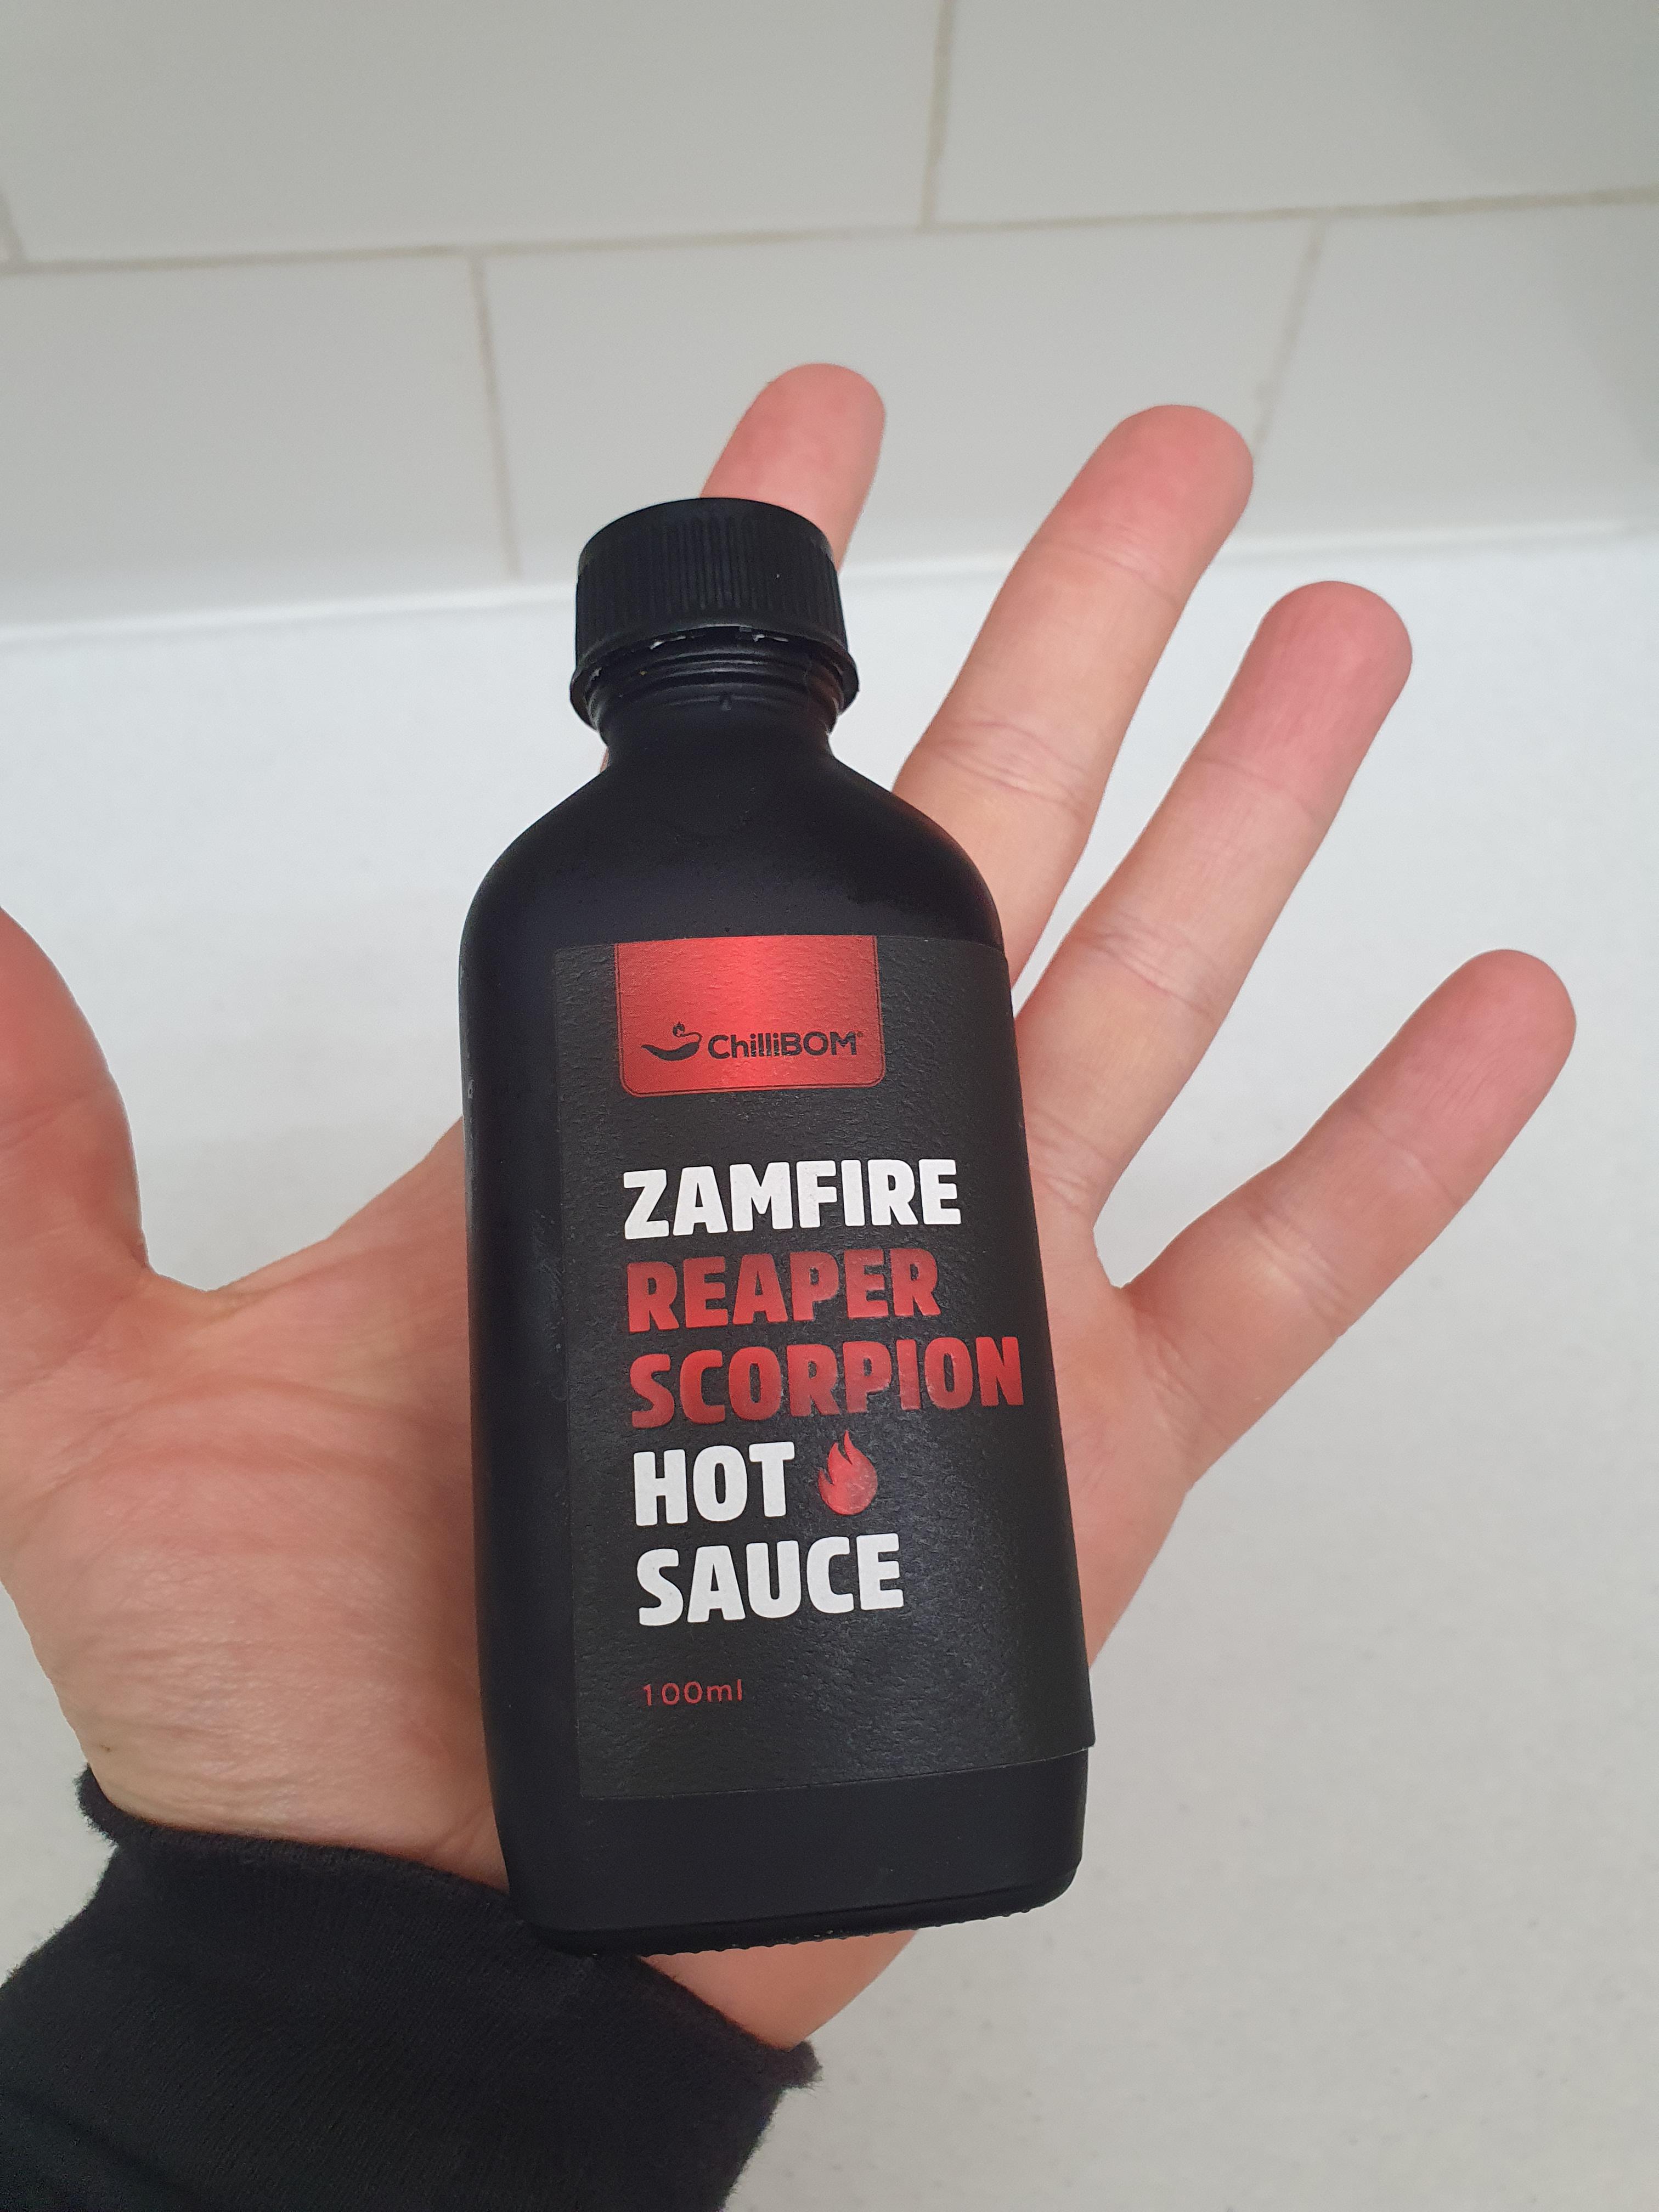 ChilliBOM®
ZAMFIRE
REAPER
SCORPION
HOT
SAUCE
100ml